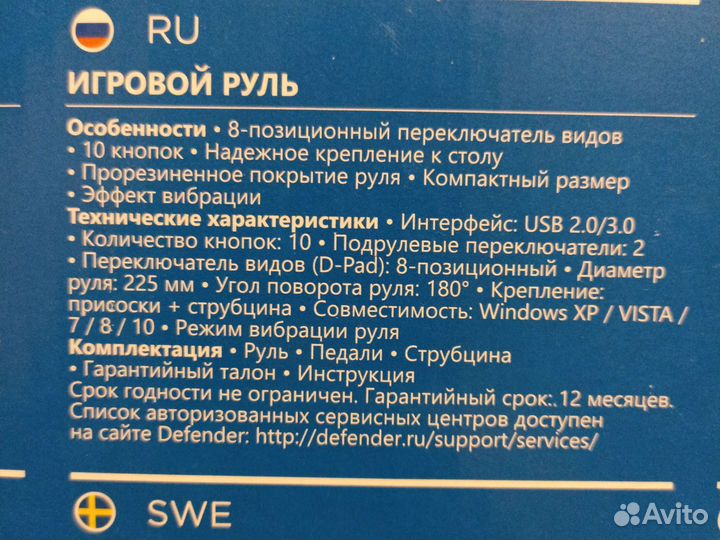 RU
ИГРОВОЙ РУЛЬ
Особенности • 8-позиционный переключатель видов
• 10 кнопок • Надежное крепление к столу
• Прорезиненное покрытие руля • Компактный размер
• Эффект вибрации
Технические характеристики • Интерфейс: USB 2.0/3.0
• Количество кнопок: 10 • Подрулевые переключатели: 2
• Переключатель видов (D-Pad): 8-позиционный • Диаметр
руля: 225 мм • Угол поворота руля: 180° • Крепление:
присоски + струбцина • Совместимость: Windows XP / VISTA /
7 / 8 / 10 • Режим вибрации руля
Комплектация • Руль • Педали • Струбцина
• Гарантийный талон • Инструкция
Срок годности не ограничен. Гарантийный срок: 12 месяцев.
Список авторизованных сервисных центров доступен
на сайте Defender: http://defender.ru/support/services/
SWE
Avito